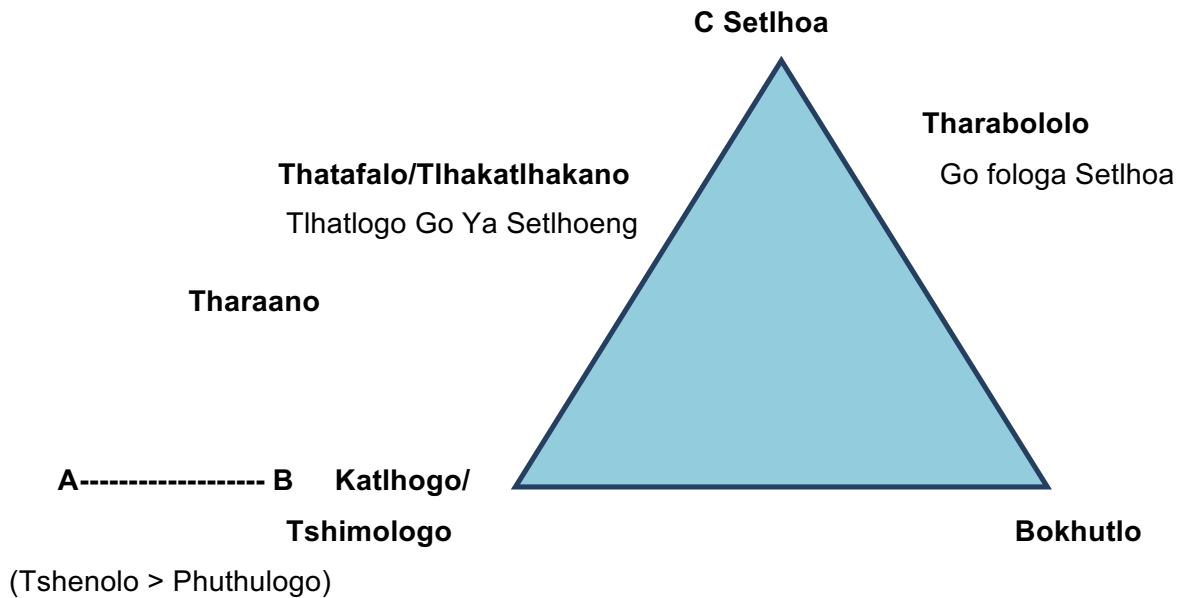 C Setlhoa
Tharabololo
Thatafalo/Tlhakatlhakano
Go fologa Setlhoa
Tlhatlogo Go Ya Setlhoeng
Tharaano
A------------------- B Katlhogo/
Tshimologo
Bokhutlo
(Tshenolo > Phuthulogo)